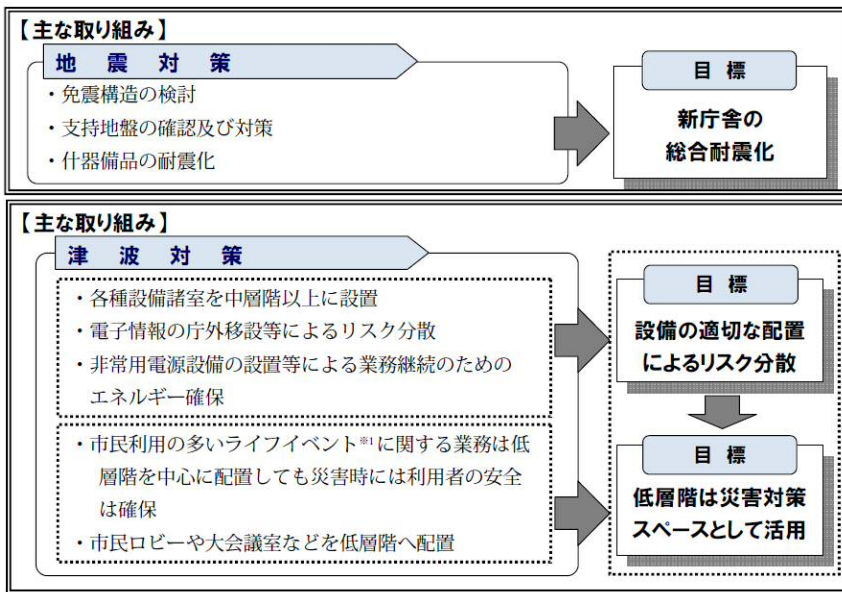 【主な取り組み】
地震対策
・免震構造の検討
・支持地盤の確認及び対策
・什器備品の耐震化
目標
新庁舎の
総合耐震化
【主な取り組み】
津波対策
・各種設備諸室を中層階以上に設置
・電子情報の庁外移設等によるリスク分散
・非常用電源設備の設置等による業務継続のための
エネルギー確保
目標
設備の適切な配置
によるリスク分散
・市民利用の多いライフイベント※1に関する業務は低
層階を中心に配置しても災害時には利用者の安全
は確保
・市民ロビーや大会議室などを低層階へ配置
目標
低層階は災害対策
スペースとして活用